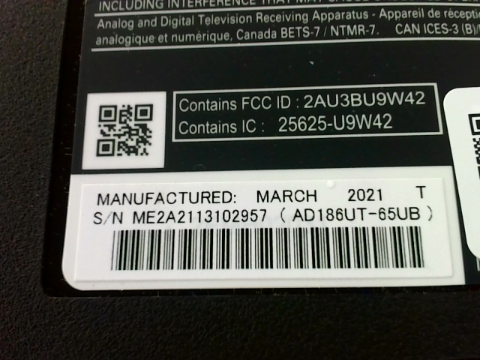 INCLUDING INTERFERENCE THAT MAY CAUSE
Analog and Digital Television Receiving Apparatus - Appareil de récepti
analogique et numérique, Canada BETS-7 / NTMR-7. CAN ICES-3 (B)/
Contains FCC ID : 2AU3BU9W42
Contains IC : 25625-U9W42
MANUFACTURED: MARCH 2021 T
S/N ME2A2113102957 ( AD186UT-65UB )